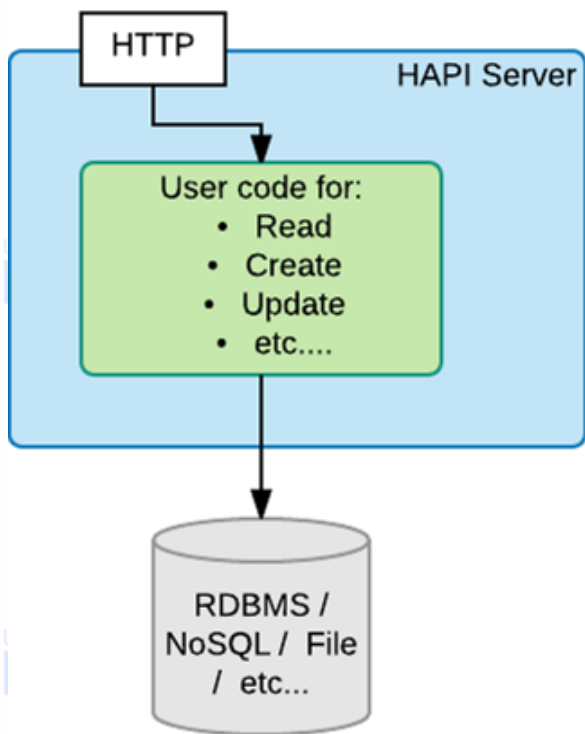 HTTP
HAPI Server
User code for:
• Read
• Create
• Update
• etc....
RDBMS /
NoSQL / File
/ etc...